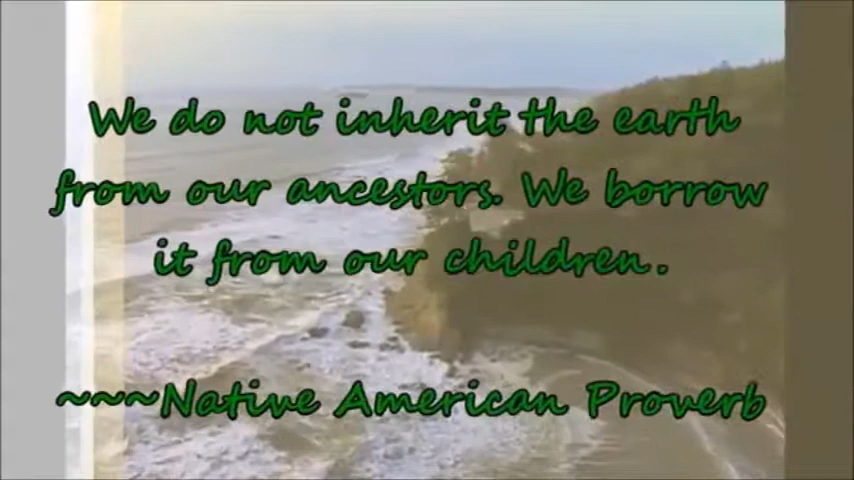 We do not inherit the earth
from our ancestors. We borrow
it from our children.
~~~Native American Proverb